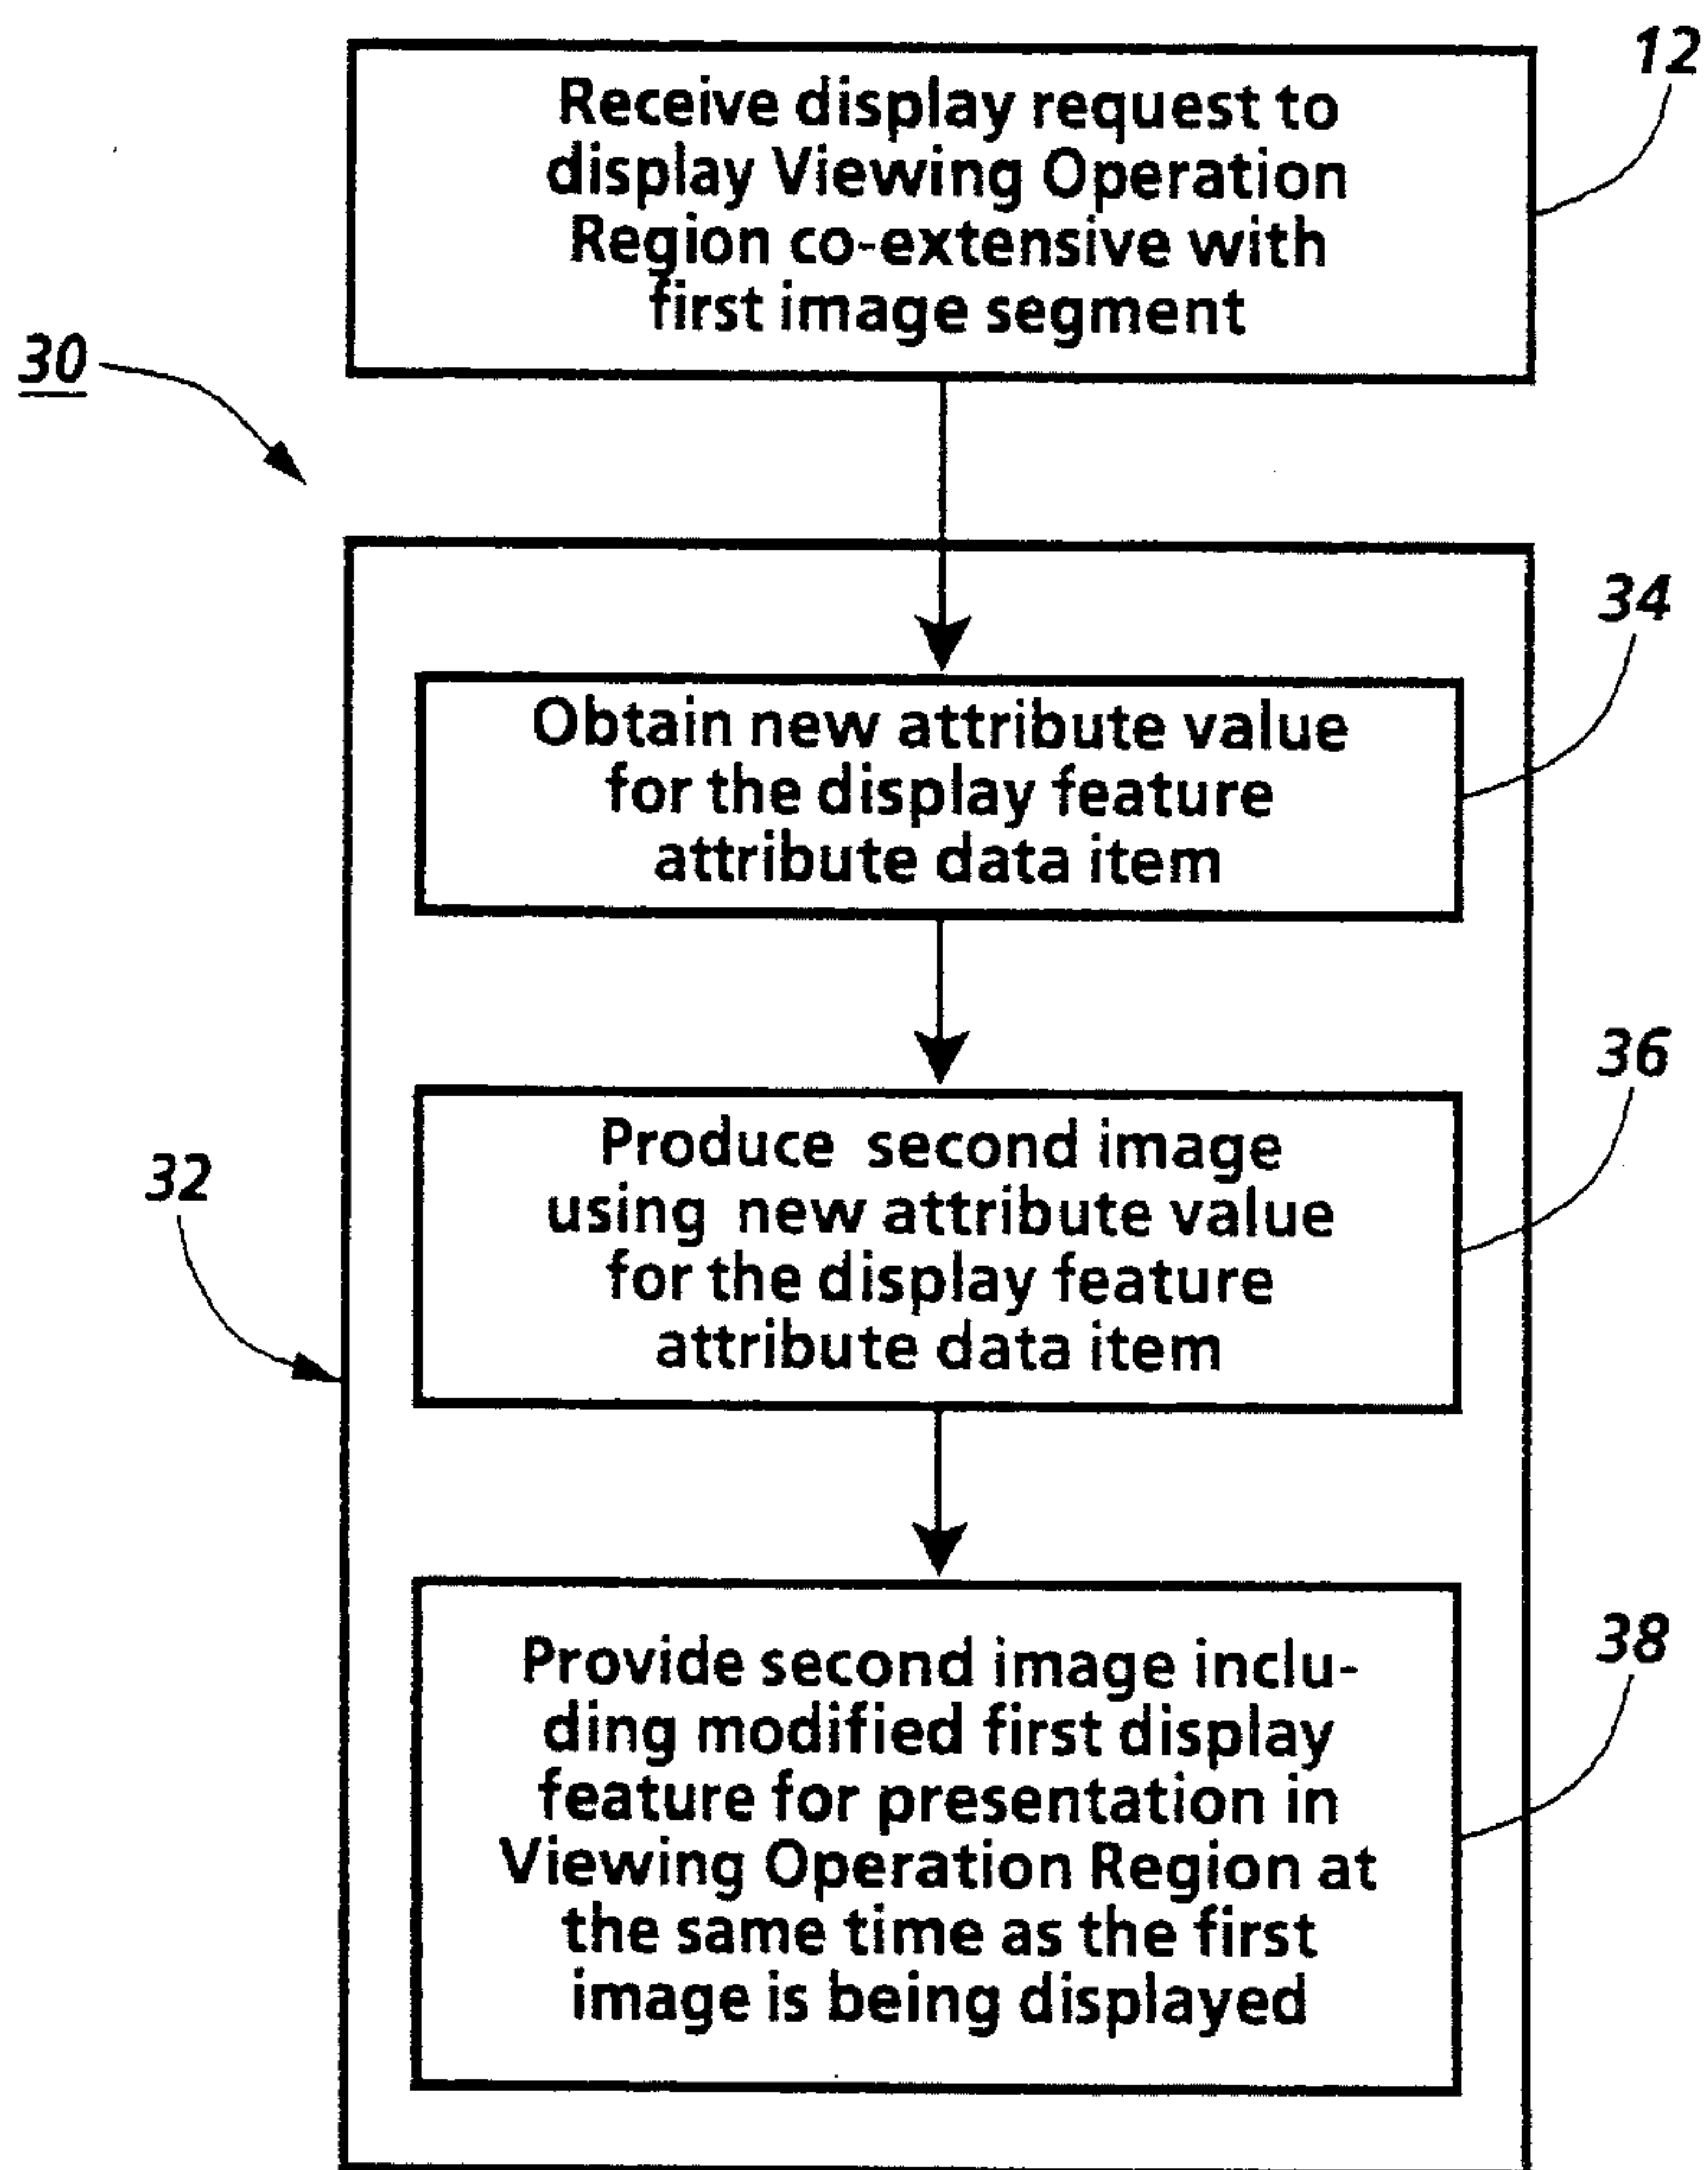 12
Receive display request to
display Viewing Operation
Region co-extensive with
first image segment
30
34
Obtain new attribute value
for the display feature
attribute data item
36
Produce second image
using new attribute value
for the display feature
attribute data item
32
38
Provide second image inclu-
ding modified first display
feature for presentation in
Viewing Operation Region at
the same time as the first
image is being displayed